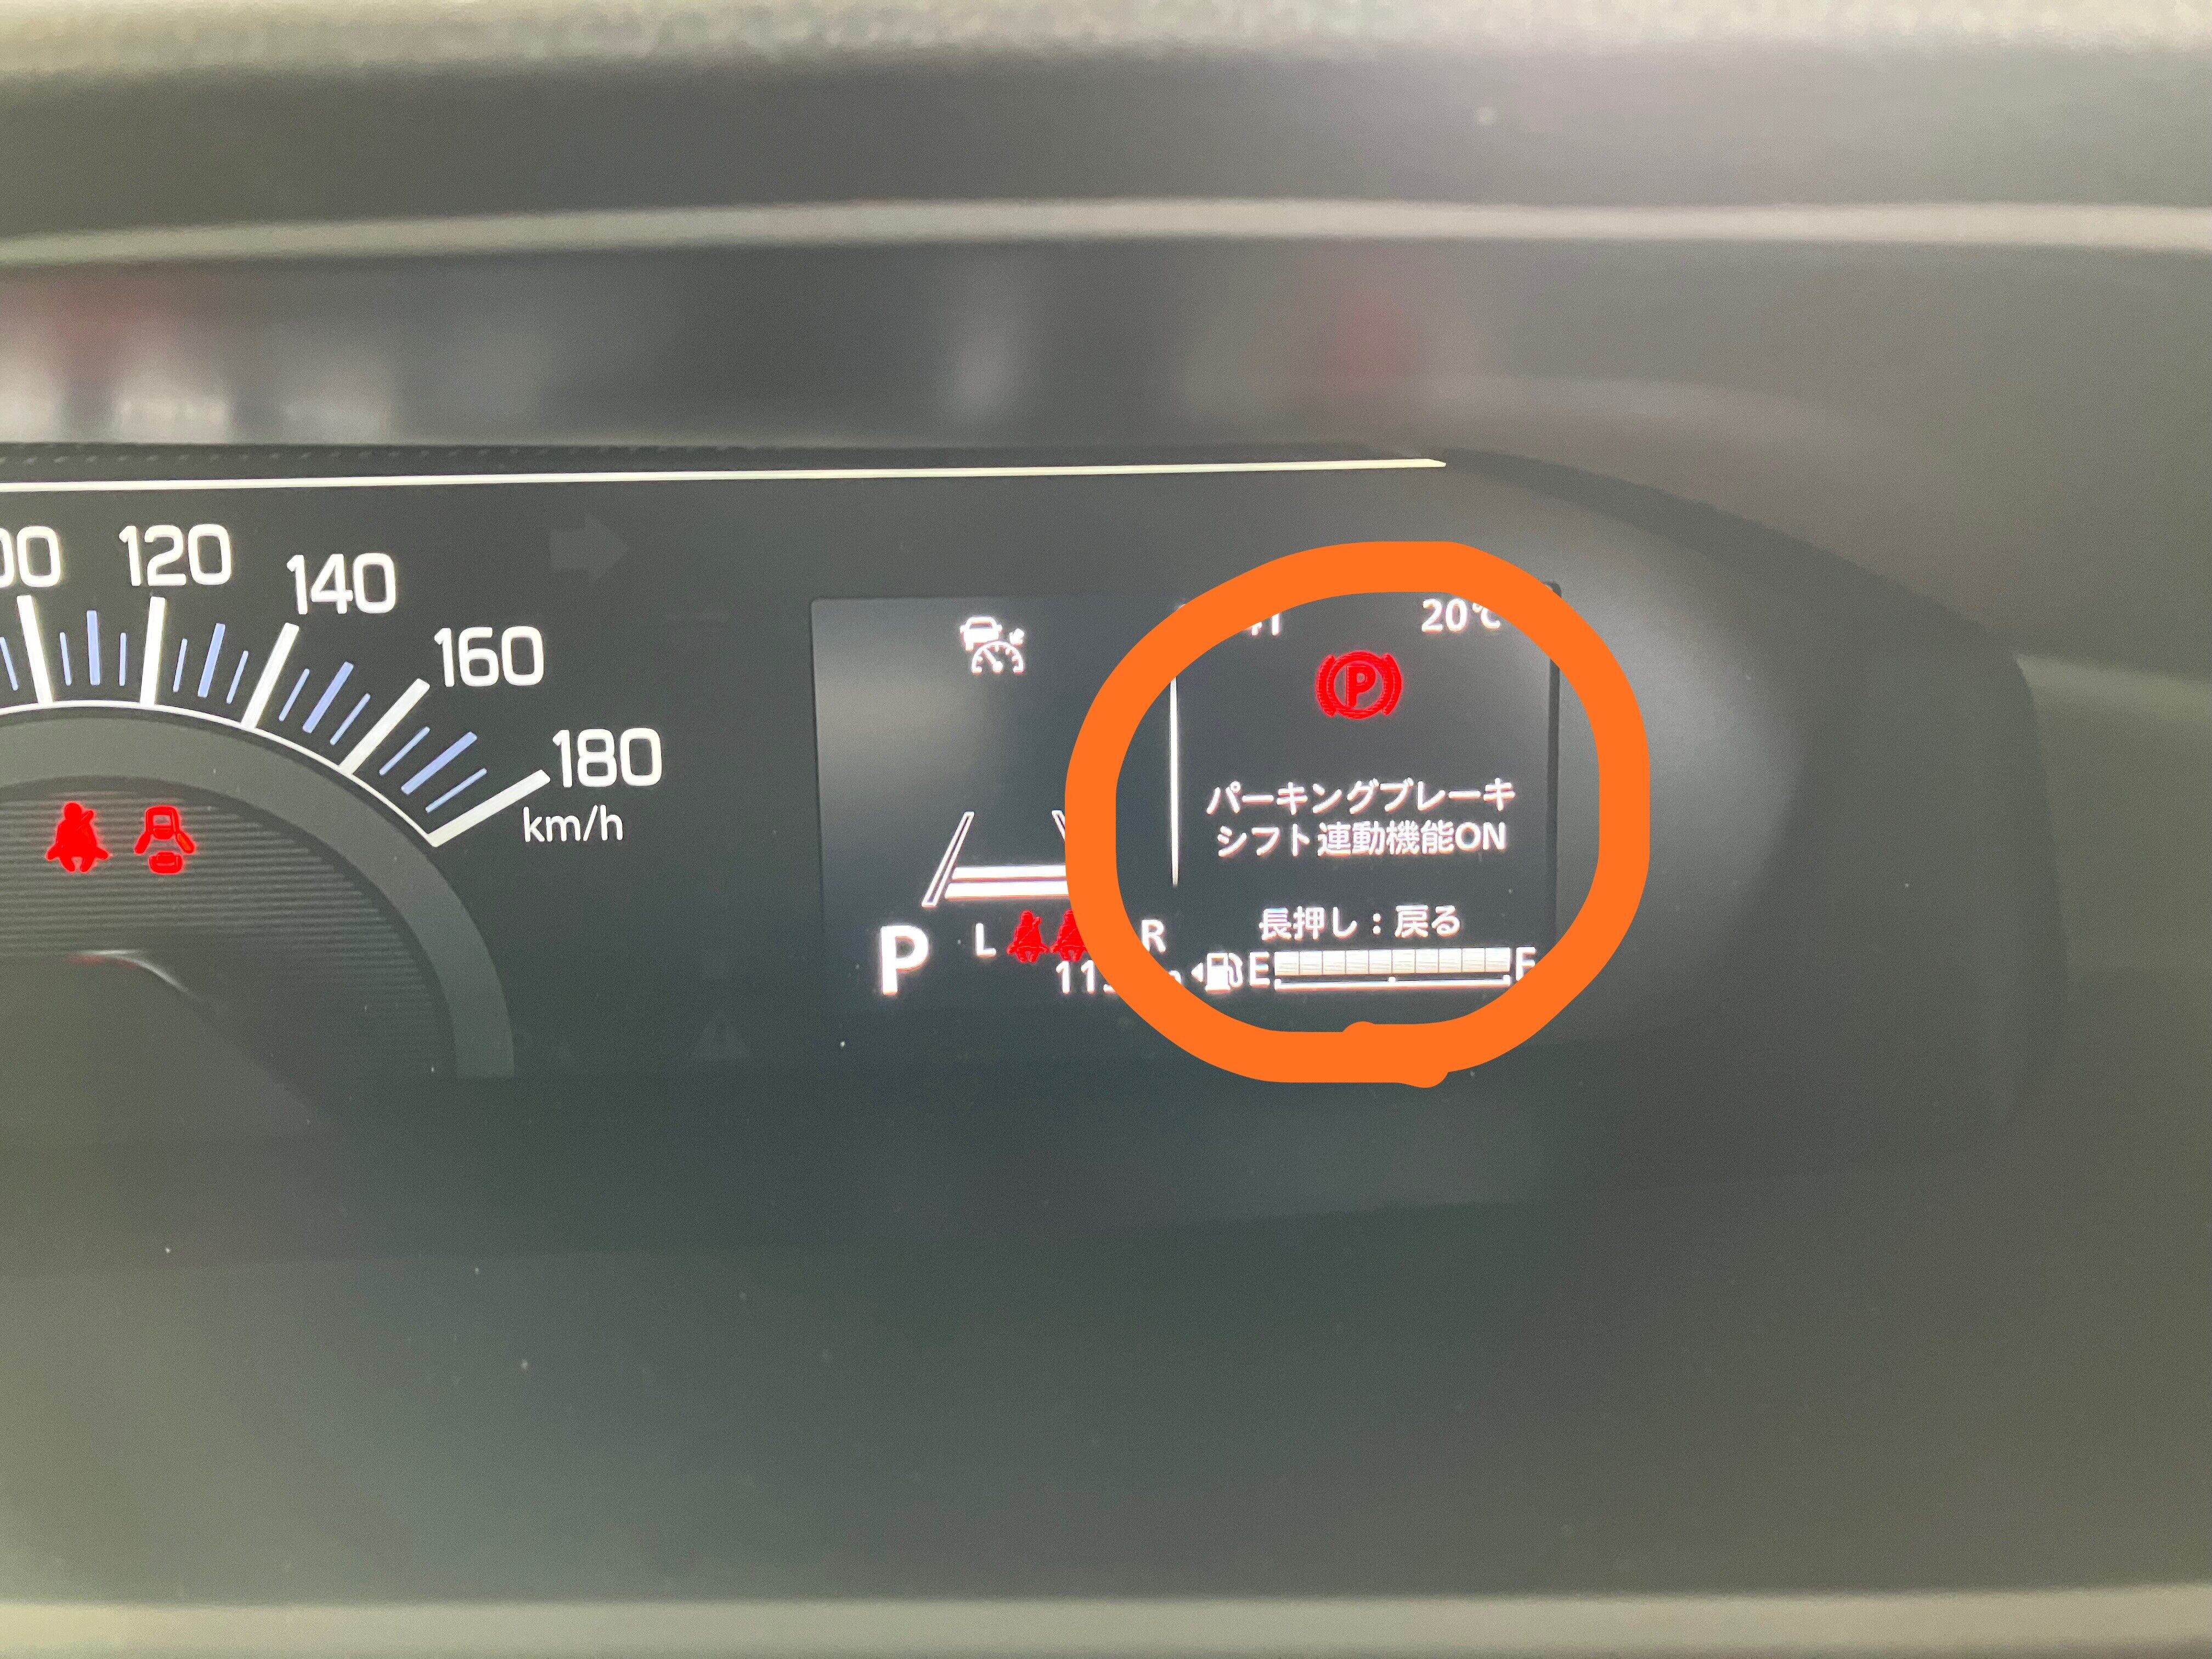 120
140
160
180
km/h
20℃
P
パーキングブレーキ
シフト連動機能ON
長押し：戻る
P
L
R
E
F